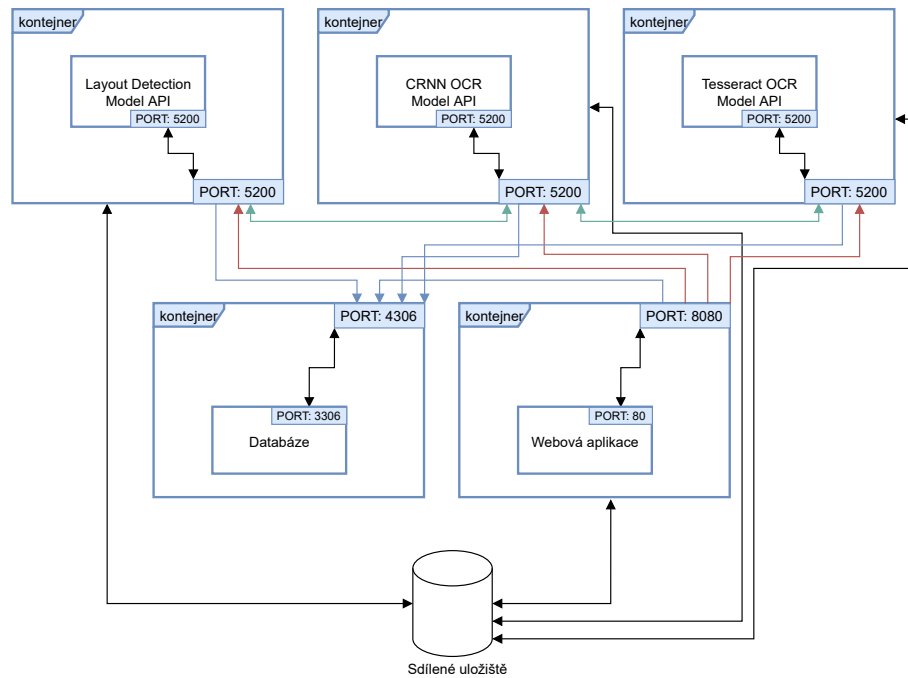 kontejner
Layout Detection
Model API
PORT: 5200
PORT: 5200
kontejner
CRNN OCR
Model API
PORT: 5200
PORT: 5200
kontejner
Tesseract OCR
Model API
PORT: 5200
PORT: 5200
kontejner
PORT: 4306
PORT: 3306
Databáze
kontejner
PORT: 8080
PORT: 80
Webová aplikace
Sdílené uložiště